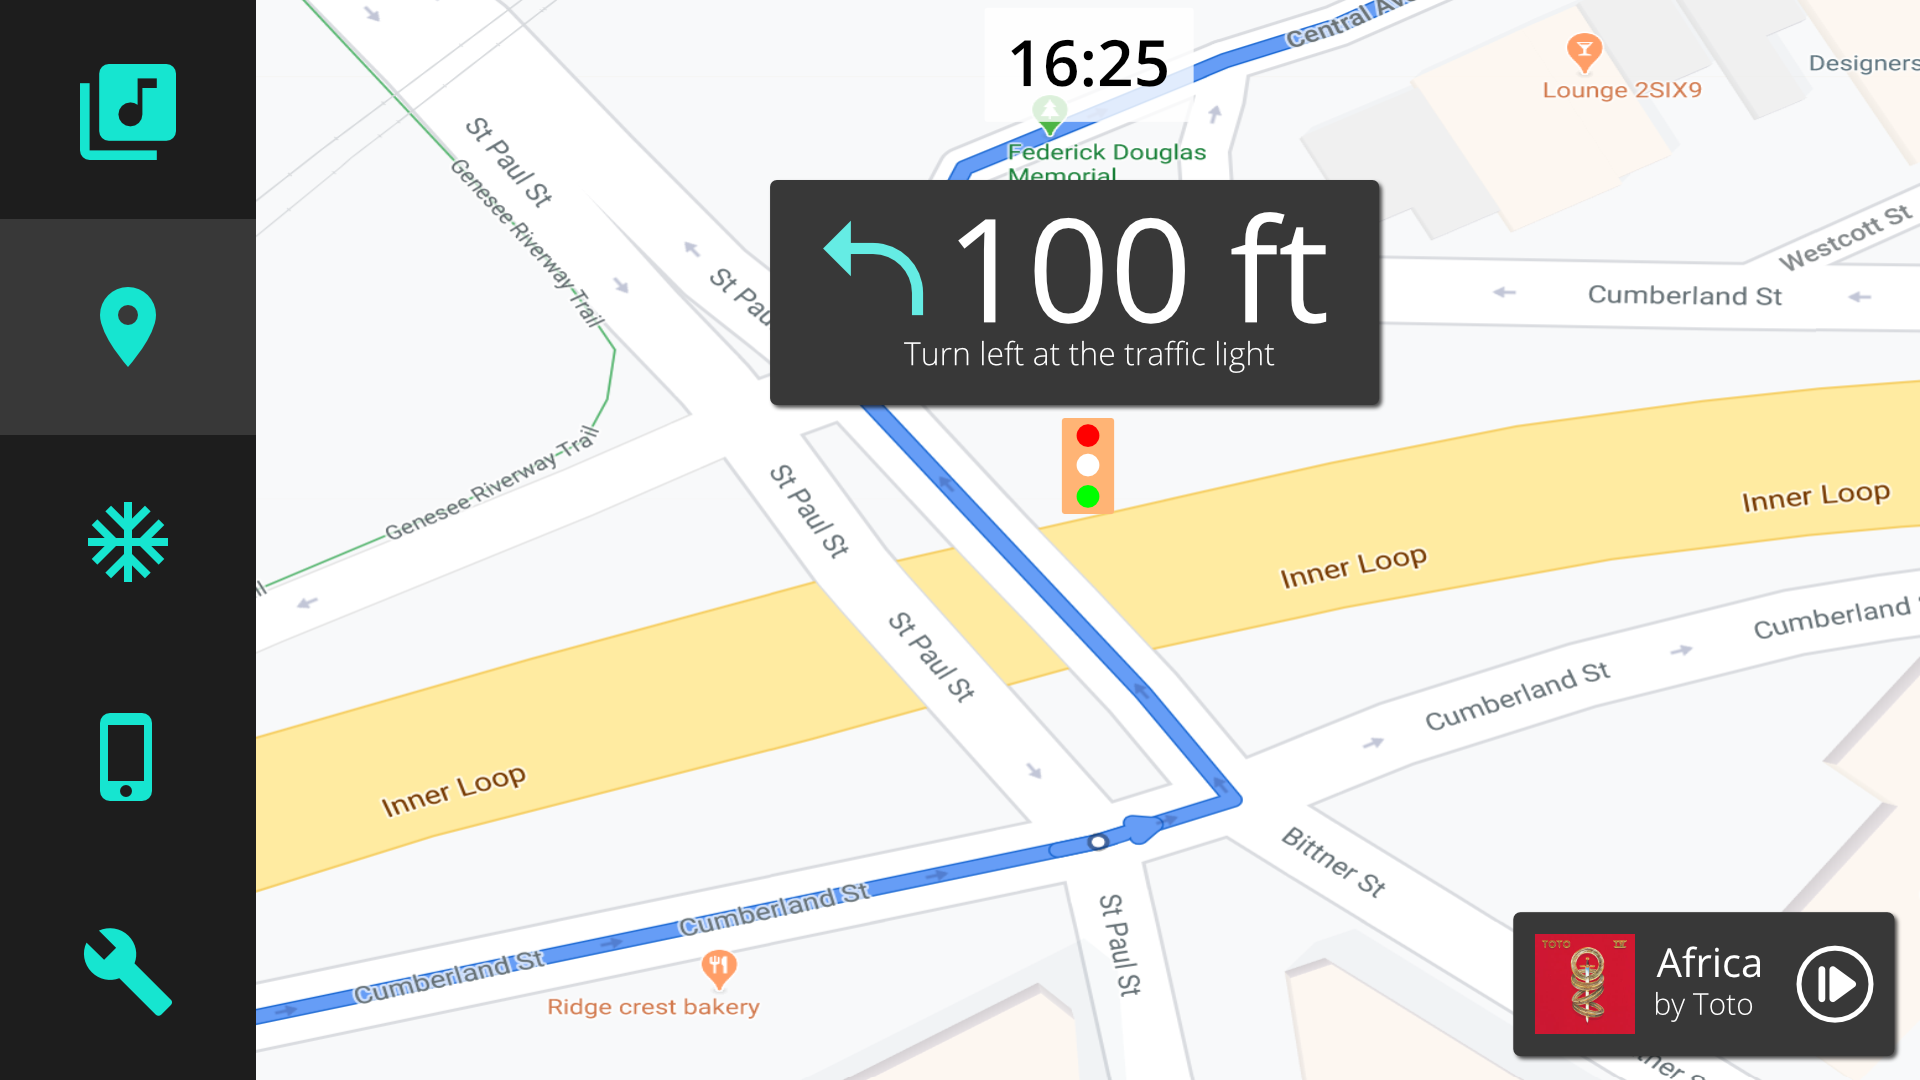 16:25
Central Av
Lounge 2SIX9
Designers
Federick Douglas
Memorial
St Paul St
Genesee Riverway Trail
St Pau
100 ft
Turn left at the traffic light
Westcott St
Cumberland St
Genesee Riverway Trail
St Paul St
Inner Loop
Inner Loop
St Paul St
Cumberland
Cumberland St
Inner Loop
Bittner St
Cumberland St
Cumberland St
St Paul St
Ridge crest bakery
TOTO IV
Africa
by Toto